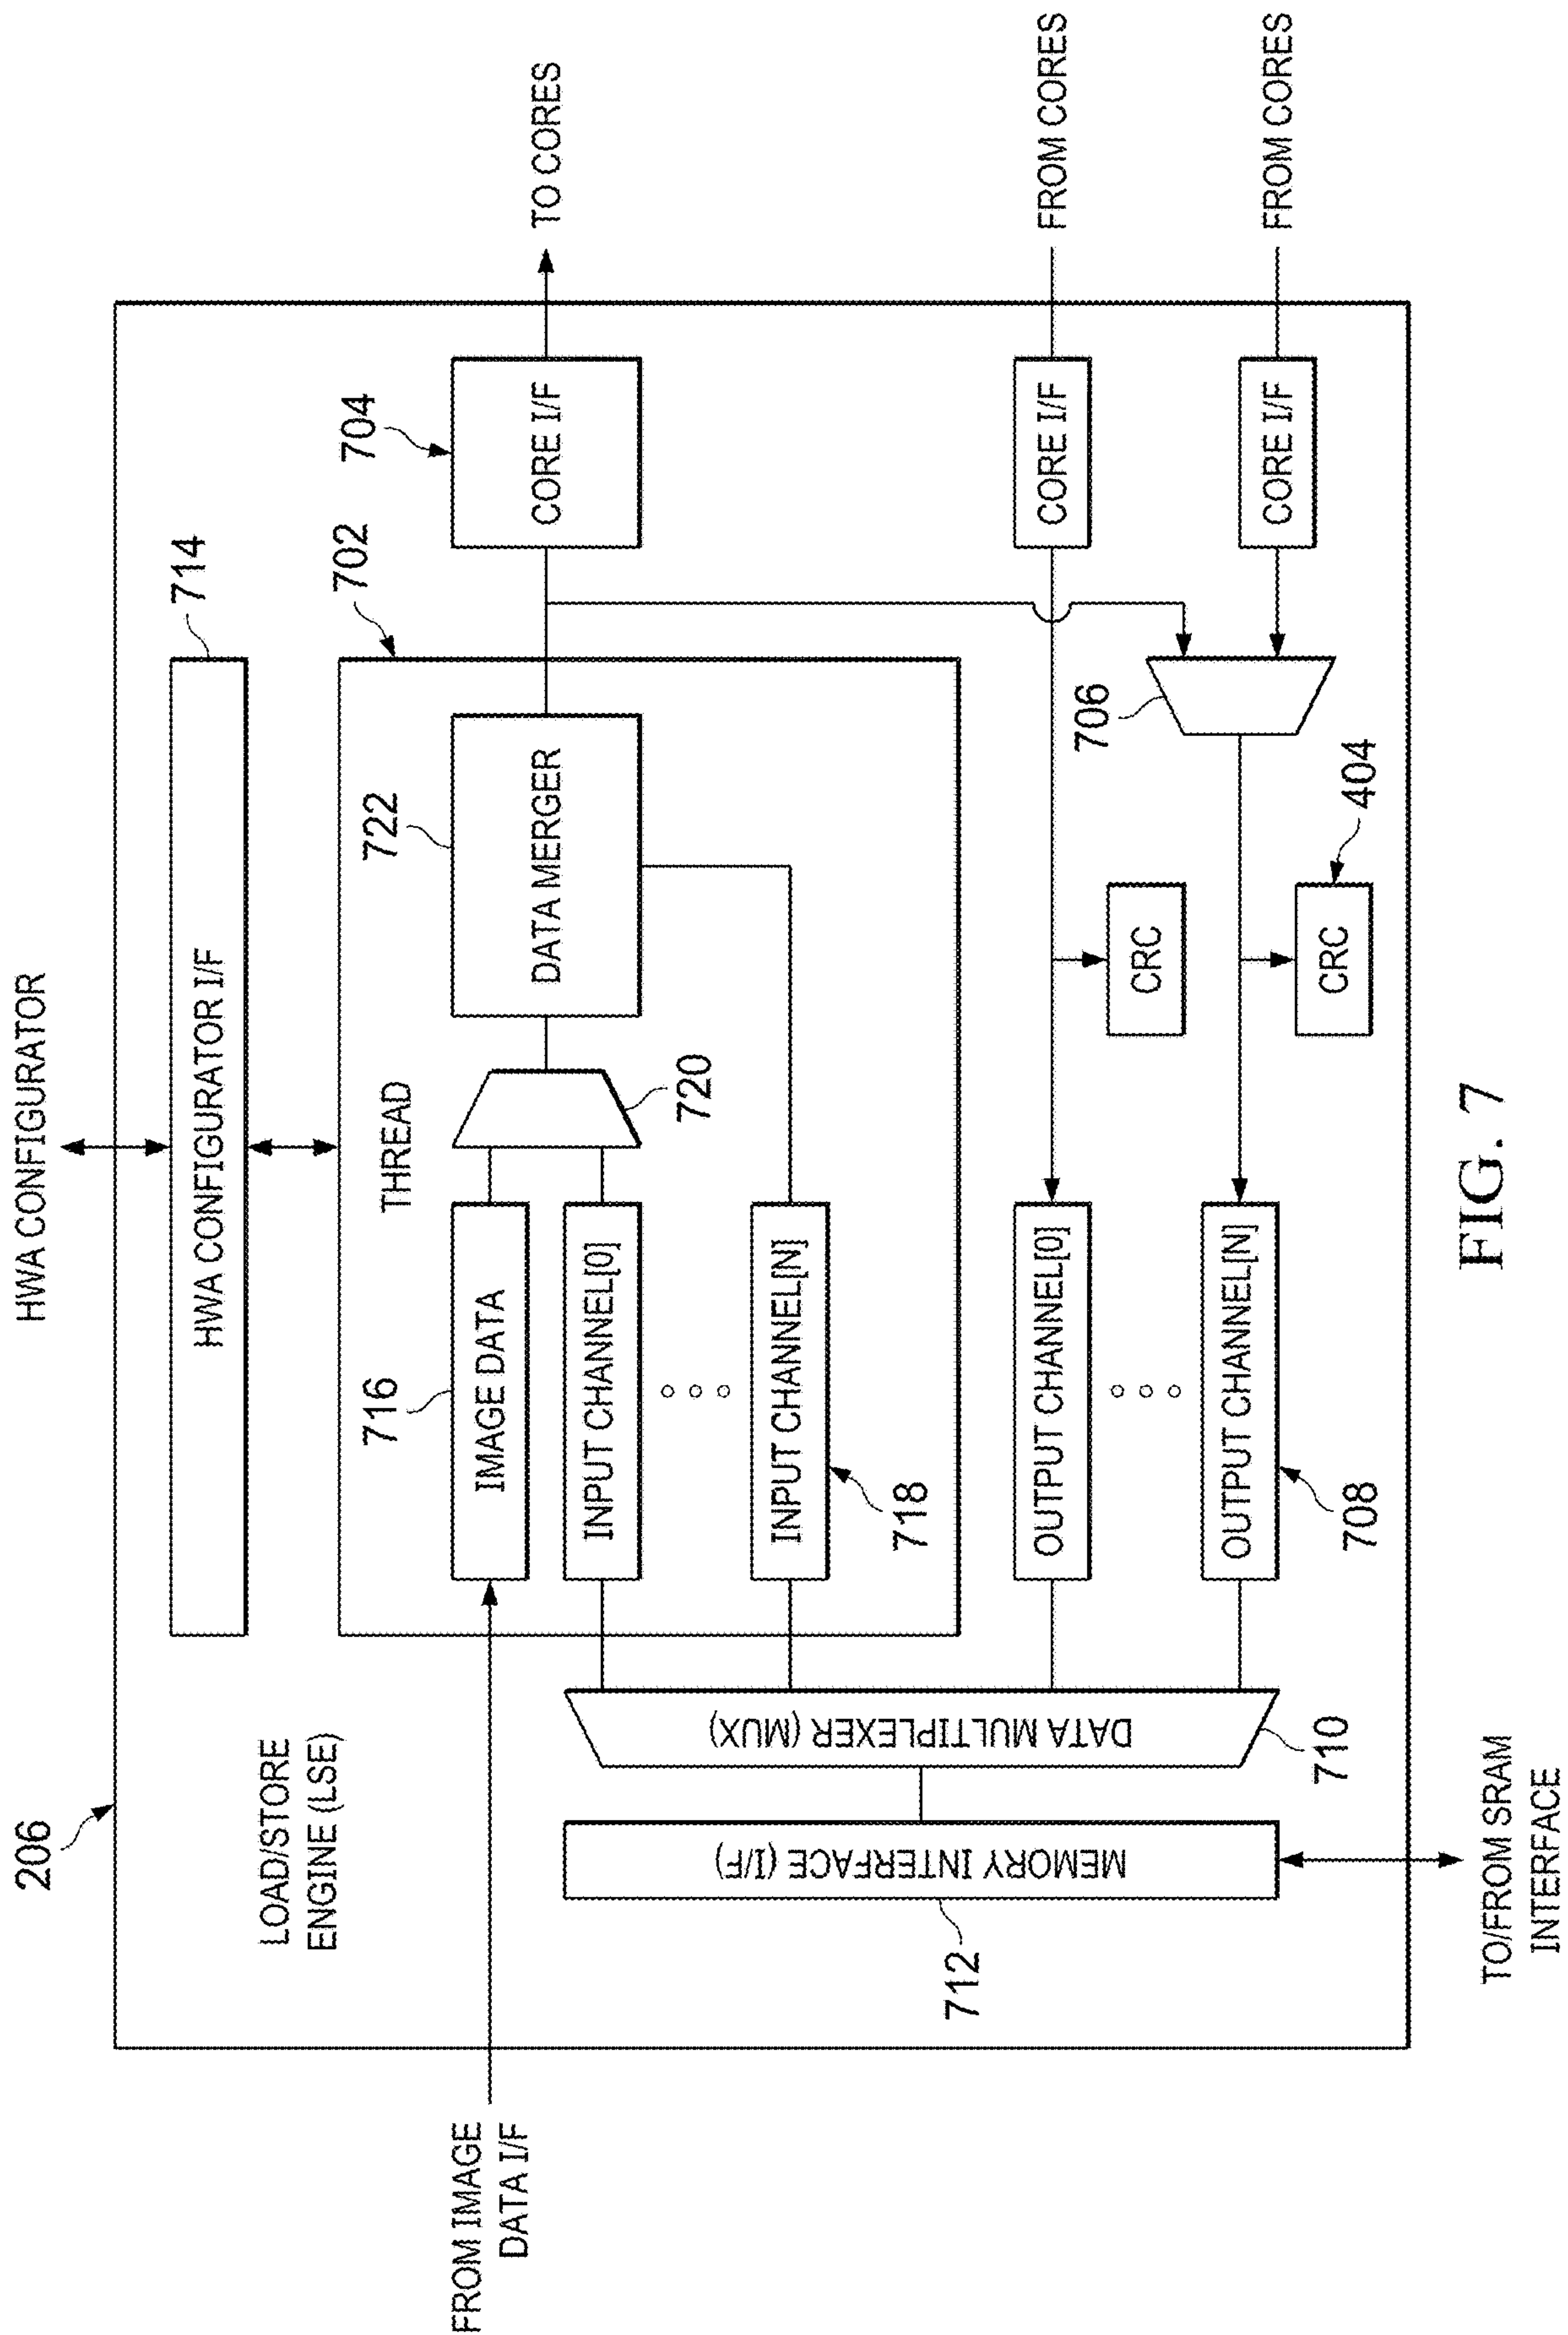 HWA CONFIGURATOR
206
LOAD/STORE
ENGINE (LSE)
714
HWA CONFIGURATOR I/F
702
THREAD
704
FROM IMAGE
DATA I/F
716
IMAGE DATA
INPUT CHANNEL[0]
INPUT CHANNEL[N]
718
720
722
DATA MERGER
CORE I/F
TO CORES
712
MEMORY INTERFACE (I/F)
DATA MULTIPLEXER (MUX)
710
OUTPUT CHANNEL[0]
CRC
CORE I/F
FROM CORES
OUTPUT CHANNEL[N]
708
CRC
404
706
CORE I/F
FROM CORES
TO/FROM SRAM
INTERFACE
FIG. 7